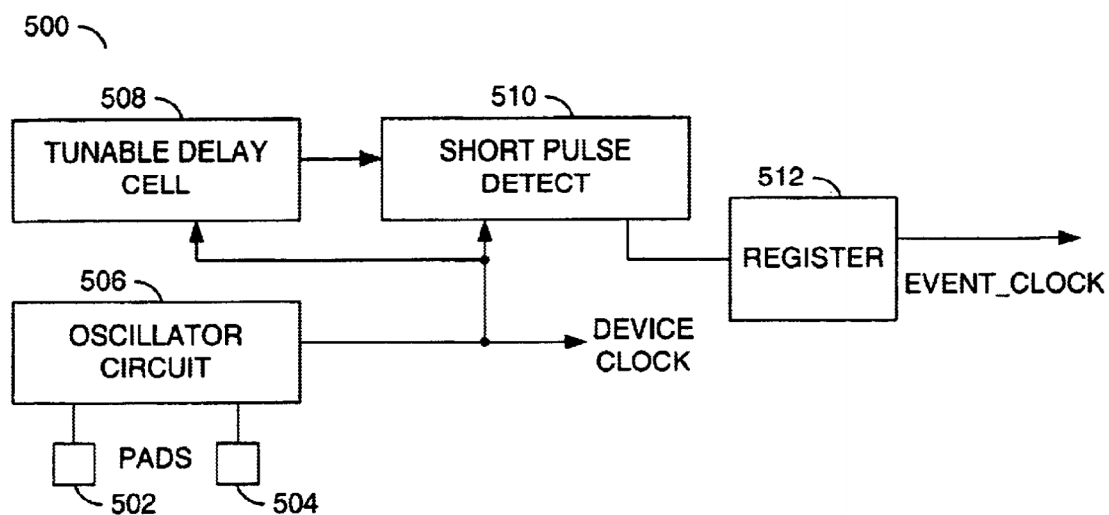 500
508
TUNABLE DELAY
CELL
510
SHORT PULSE
DETECT
512
REGISTER
EVENT_CLOCK
506
OSCILLATOR
CIRCUIT
DEVICE
CLOCK
PADS
502
504